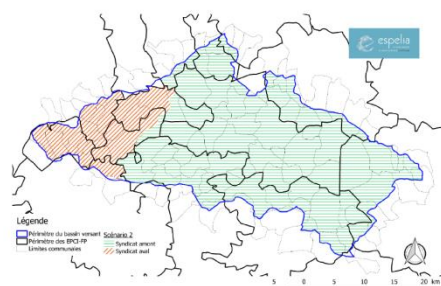 espelia
Légende
Périmètre du bassin versant Scénario 2
Périmètre des EPCI-FP Syndicat amont
Limites communales Syndicat aval
5 0 5 10 15 20 km